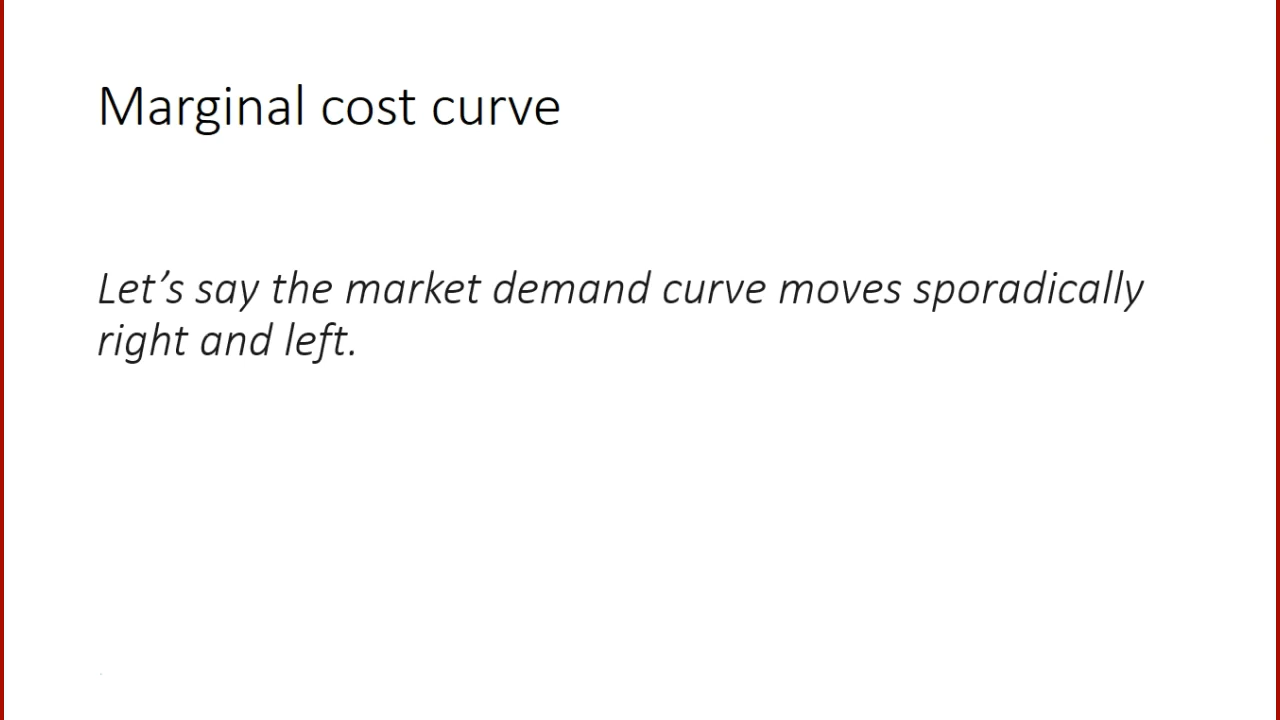 Marginal cost curve
Let’s say the market demand curve moves sporadically
right and left.